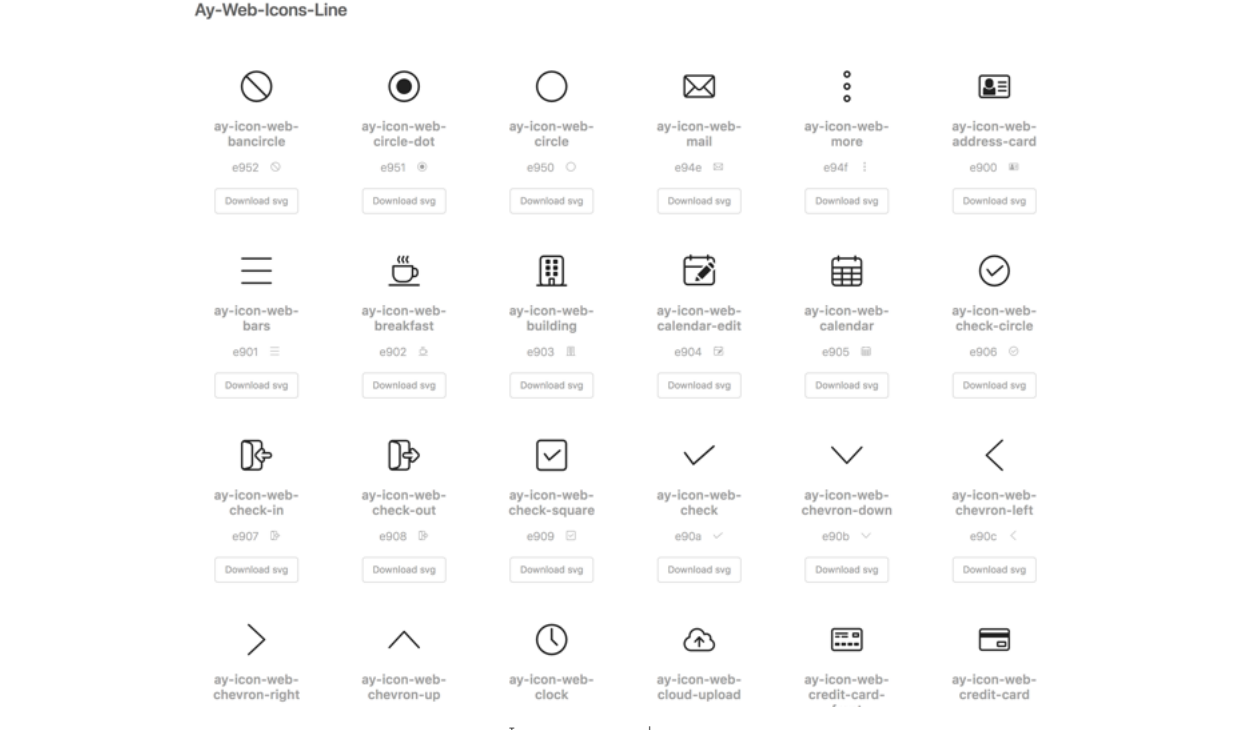 Ay-Web-Icons-Line
ay-icon-web- ay-icon-web- ay-icon-web- ay-icon-web- ay-icon-web- ay-icon-web-
bancircle circle-dot circle mail more address-card
e952 e951 e950 e94e e94f e900
Download svg Download svg Download svg Download svg Download svg Download svg
ay-icon-web- ay-icon-web- ay-icon-web- ay-icon-web- ay-icon-web- ay-icon-web-
bars breakfast building calendar-edit calendar check-circle
e901 e902 e903 e904 e905 e906
Download svg Download svg Download svg Download svg Download svg Download svg
ay-icon-web- ay-icon-web- ay-icon-web- ay-icon-web- ay-icon-web- ay-icon-web-
check-in check-out check-square check chevron-down chevron-left
e907 e908 e909 e90a e90b e90c
Download svg Download svg Download svg Download svg Download svg Download svg
ay-icon-web- ay-icon-web- ay-icon-web- ay-icon-web- ay-icon-web- ay-icon-web-
chevron-right chevron-up clock cloud-upload credit-card- credit-card